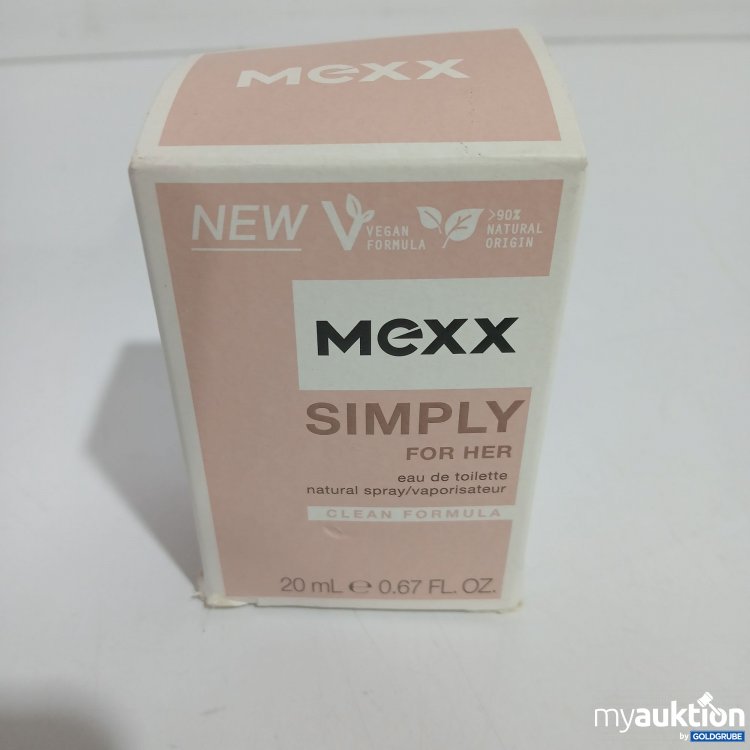 Mexx
NEW
VEGAN
FORMULA
>90%
NATURAL
ORIGIN
Mexx
SIMPLY
FOR HER
eau de toilette
natural spray/vaporisateur
CLEAN FORMULA
20 mL ℮ 0.67 FL. OZ.
myauktion
by GOLDGRUBE